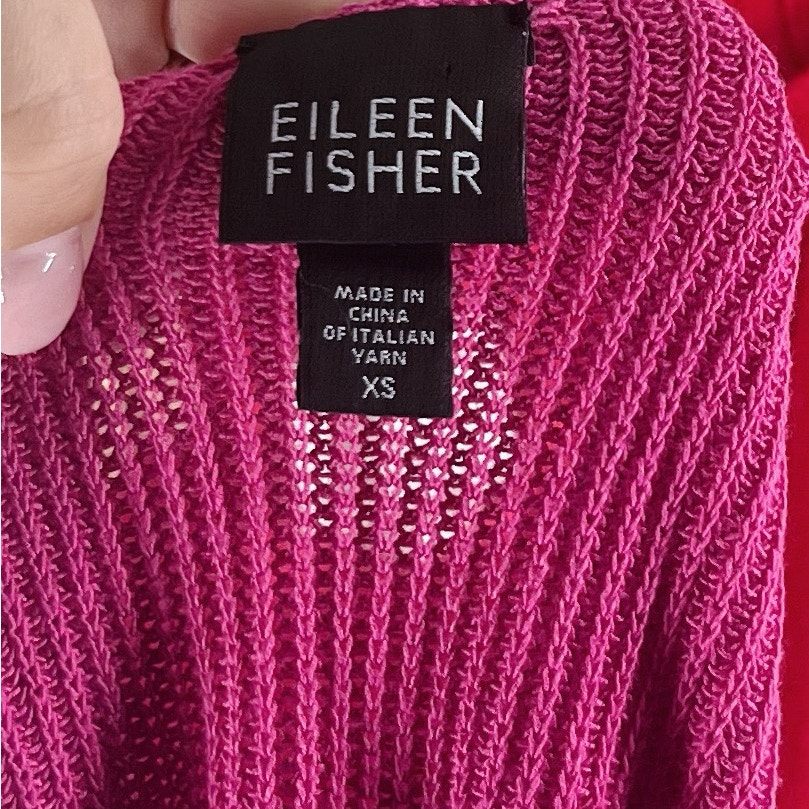 EILEEN
FISHER
MADE IN
CHINA
OF ITALIAN
YARN
XS